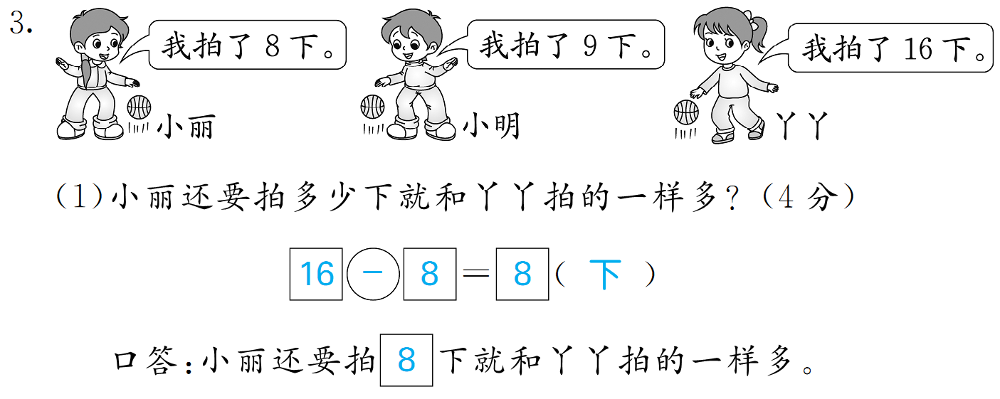 3.
我拍了 8 下。
我拍了 9 下。
我拍了 16 下。
小丽
小明
丫丫
(1)小丽还要拍多少下就和丫丫拍的一样多?(4 分)
16 - 8 = 8 ( 下 )
口答:小丽还要拍 8 下就和丫丫拍的一样多。